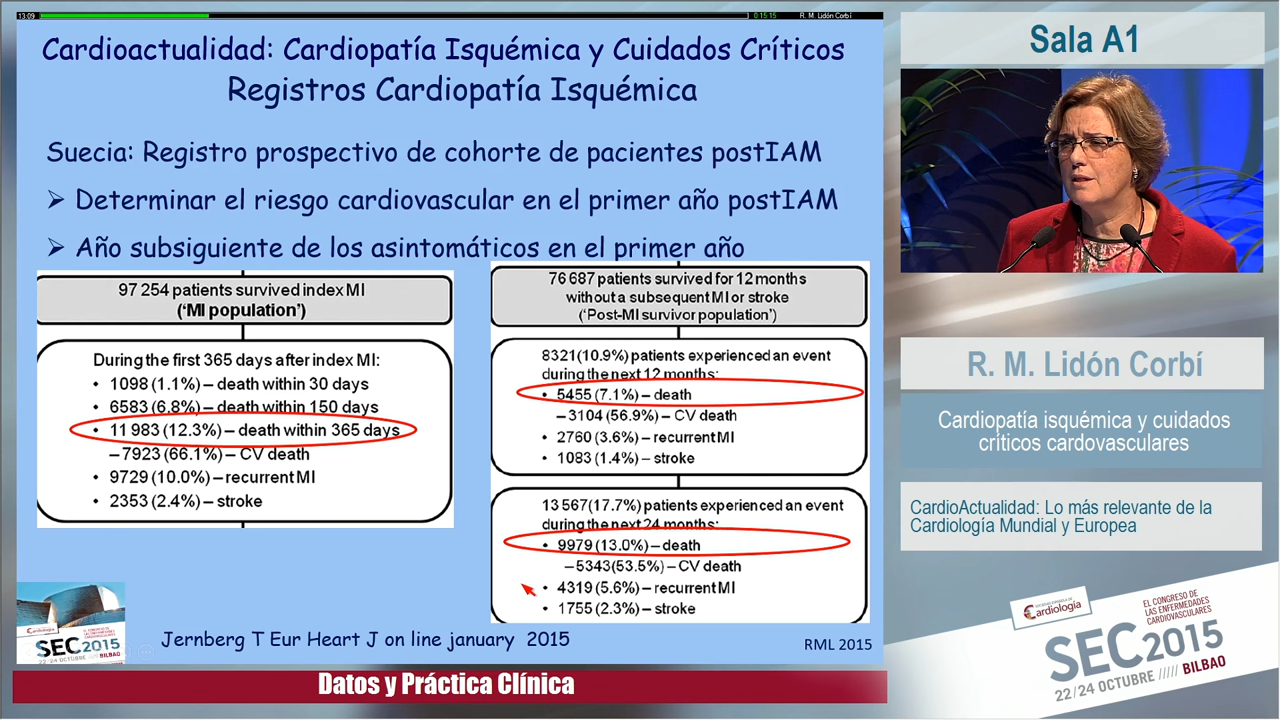 13:09
0:15:15
R. M. Lidón Corbí
Cardioactualidad: Cardiopatía Isquémica y Cuidados Críticos
Registros Cardiopatía Isquémica
Suecia: Registro prospectivo de cohorte de pacientes postIAM
➢ Determinar el riesgo cardiovascular en el primer año postIAM
➢ Año subsiguiente de los asintomáticos en el primer año
97 254 patients survived index MI
('MI population')
During the first 365 days after index MI:
• 1098 (1.1%) – death within 30 days
• 6583 (6.8%) – death within 150 days
• 11 983 (12.3%) – death within 365 days
– 7923 (66.1%) – CV death
• 9729 (10.0%) – recurrent MI
• 2353 (2.4%) – stroke
76 687 patients survived for 12 months
without a subsequent MI or stroke
('Post-MI survivor population')
8321 (10.9%) patients experienced an event
during the next 12 months:
• 5455 (7.1%) – death
– 3104 (56.9%) – CV death
• 2760 (3.6%) – recurrent MI
• 1083 (1.4%) – stroke
13 567 (17.7%) patients experienced an event
during the next 24 months:
• 9979 (13.0%) – death
– 5343 (53.5%) – CV death
• 4319 (5.6%) – recurrent MI
• 1755 (2.3%) – stroke
Cardiología
SEC2015
22/24 OCTUBRE //// BILBAO
Jernberg T Eur Heart J on line january 2015
RML 2015
Datos y Práctica Clínica
Sala A1
R. M. Lidón Corbí
Cardiopatía isquémica y cuidados
críticos cardovasculares
CardioActualidad: Lo más relevante de la
Cardiología Mundial y Europea
SOCIEDAD ESPAÑOLA DE
Cardiología
EL CONGRESO DE
LAS ENFERMEDADES
CARDIOVASCULARES
SEC2015
22/24 OCTUBRE ///// BILBAO